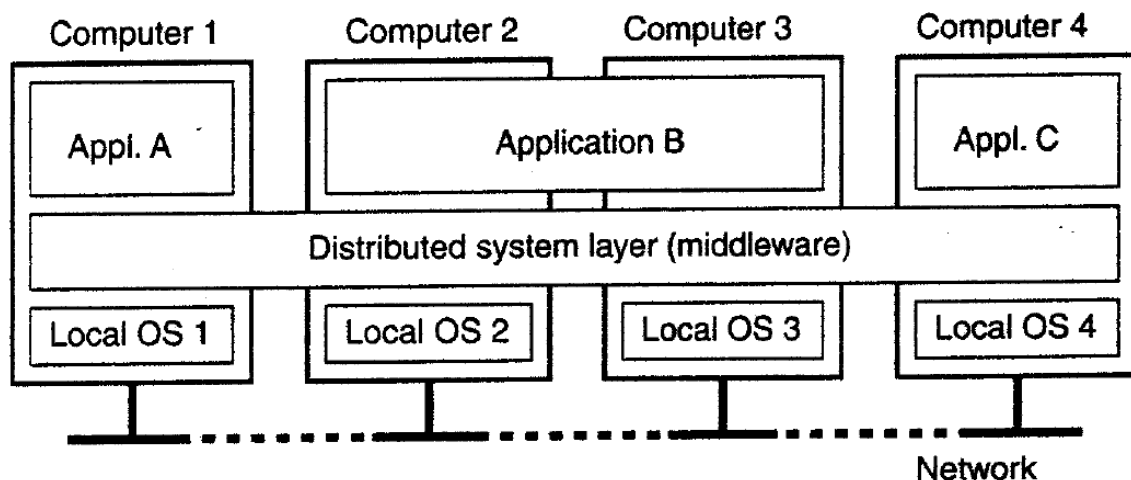 Computer 1
Computer 2
Computer 3
Computer 4
Appl. A
Application B
Appl. C
Distributed system layer (middleware)
Local OS 1
Local OS 2
Local OS 3
Local OS 4
Network